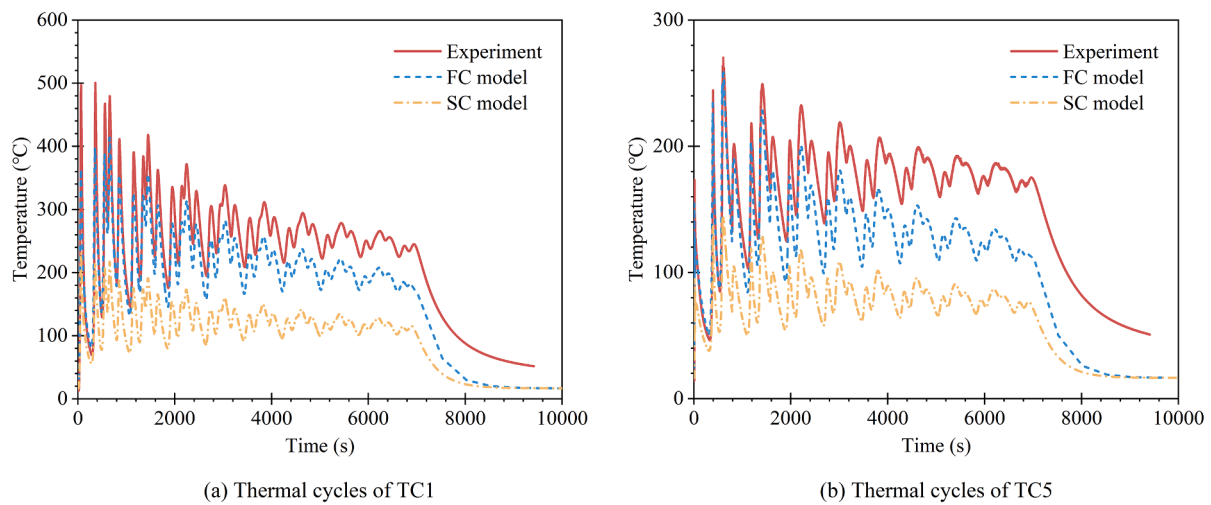 600
500
400
300
200
100
0
Temperature (℃)
Experiment
FC model
SC model
0 2000 4000 6000 8000 10000
Time (s)
(a) Thermal cycles of TC1
300
200
100
0
Temperature (℃)
Experiment
FC model
SC model
0 2000 4000 6000 8000 10000
Time (s)
(b) Thermal cycles of TC5